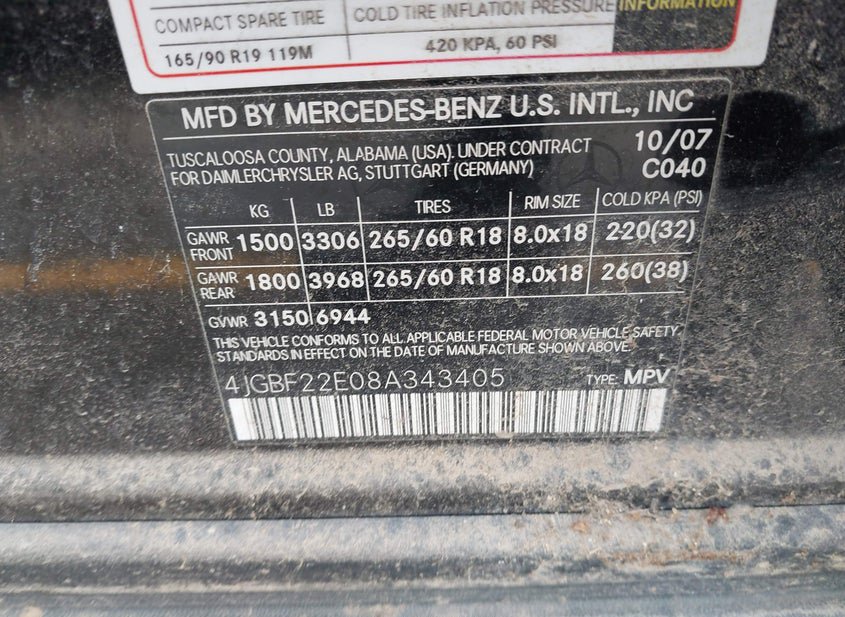 COMPACT SPARE TIRE COLD TIRE INFLATION PRESSURE INFORMATION
165/90 R19 119M 420 KPA, 60 PSI
MFD BY MERCEDES-BENZ U.S. INTL., INC
TUSCALOOSA COUNTY, ALABAMA (USA). UNDER CONTRACT 10/07
FOR DAIMLERCHRYSLER AG, STUTTGART (GERMANY) C040
KG LB TIRES RIM SIZE COLD KPA (PSI)
GAWR FRONT 1500 3306 265/60 R18 8.0x18 220(32)
GAWR REAR 1800 3968 265/60 R18 8.0x18 260(38)
GVWR 3150 6944
THIS VEHICLE CONFORMS TO ALL APPLICABLE FEDERAL MOTOR VEHICLE SAFETY
STANDARDS IN EFFECT ON THE DATE OF MANUFACTURE SHOWN ABOVE.
4JGBF22E08A343405 TYPE: MPV